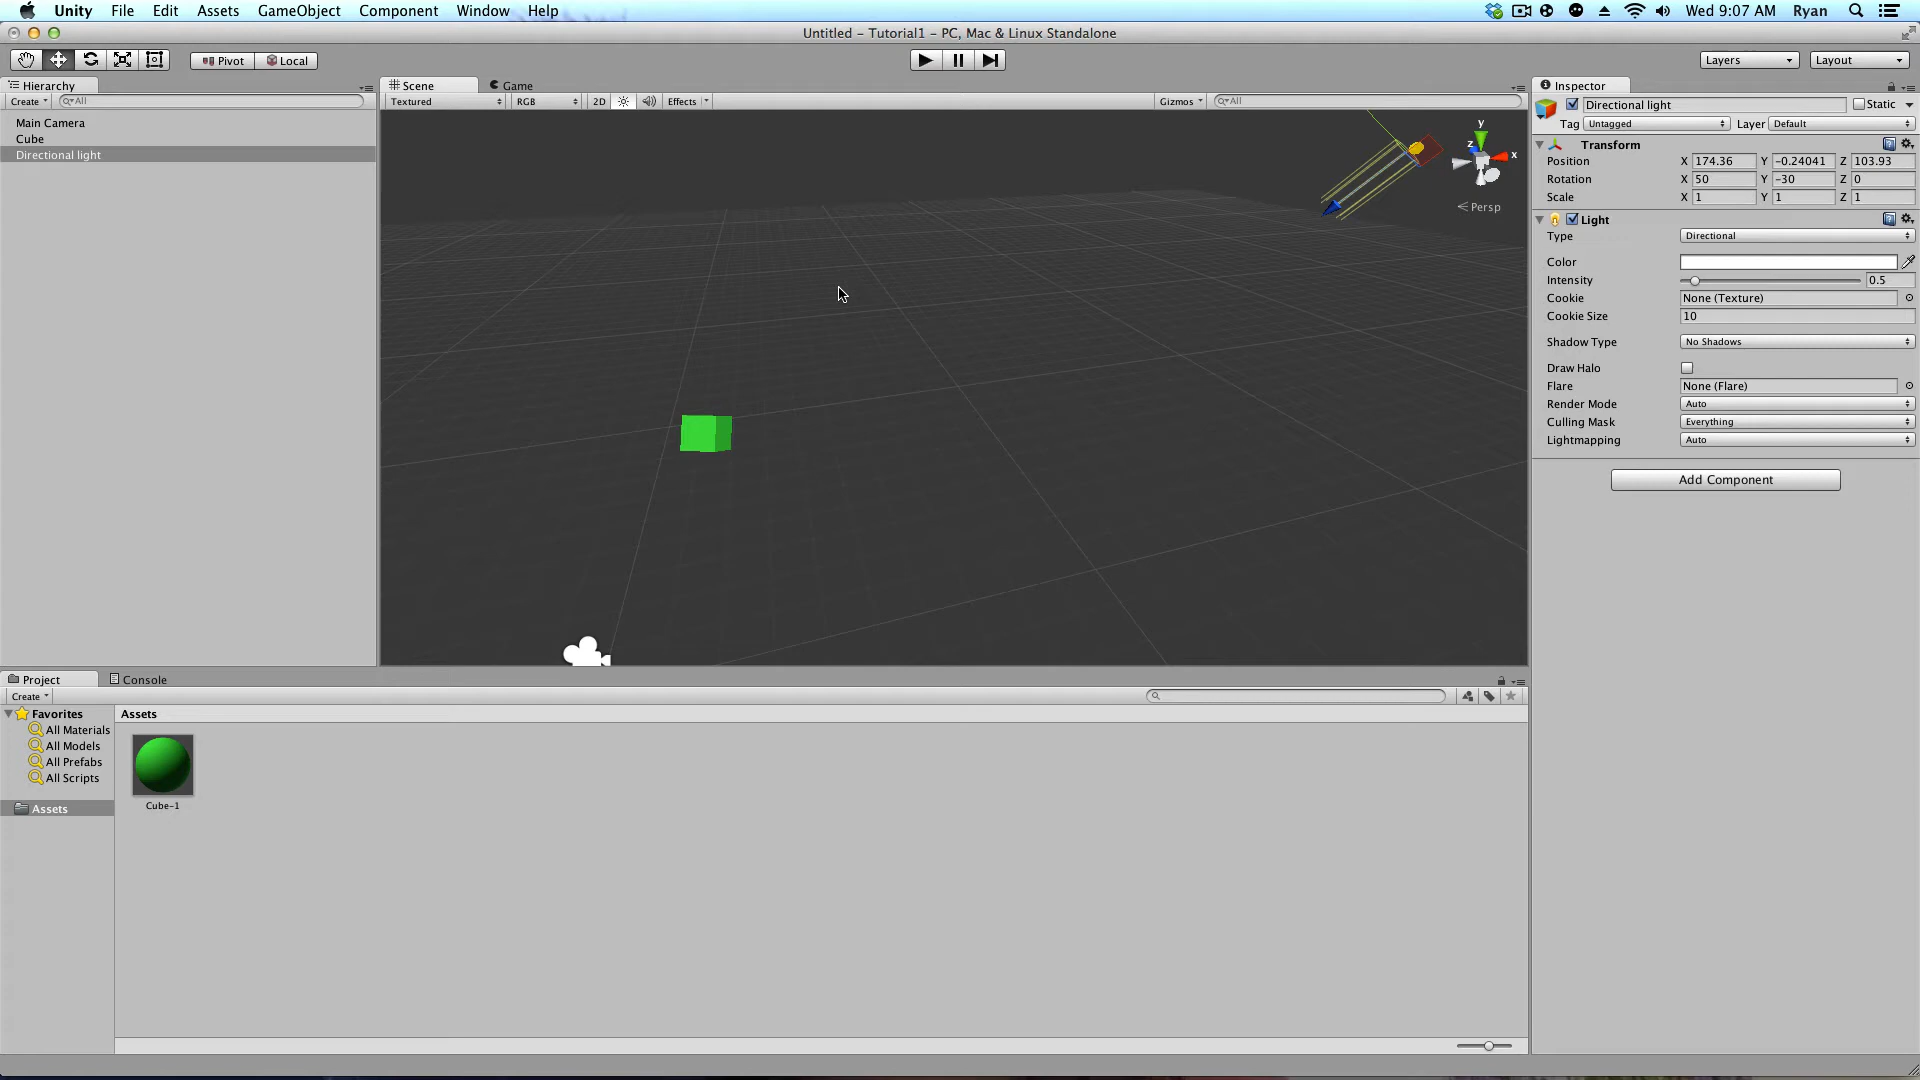 Unity File Edit Assets GameObject Component Window Help Wed 9:07 AM Ryan
Untitled – Tutorial1 – PC, Mac & Linux Standalone
Pivot Local Layers Layout
Hierarchy
Create All
Main Camera
Cube
Directional light
Scene Game
Textured RGB 2D Effects Gizmos All
y
z x
Persp
Inspector
Directional light Static
Tag Untagged Layer Default
Transform
Position X 174.36 Y -0.24041 Z 103.93
Rotation X 50 Y -30 Z 0
Scale X 1 Y 1 Z 1
Light
Type Directional
Color
Intensity 0.5
Cookie None (Texture)
Cookie Size 10
Shadow Type No Shadows
Draw Halo
Flare None (Flare)
Render Mode Auto
Culling Mask Everything
Lightmapping Auto
Add Component
Project Console
Create
Favorites
All Materials
All Models
All Prefabs
All Scripts
Assets
Assets
Cube-1